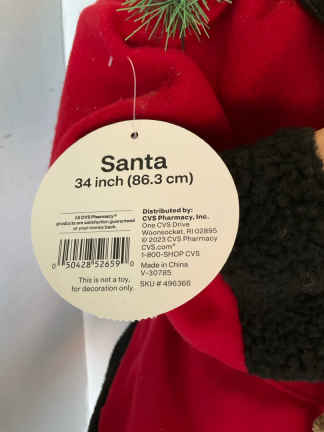 Santa
34 inch (86.3 cm)
All CVS Pharmacy®
products are satisfaction guaranteed
or your money back.
0 50428 52659 0
This is not a toy,
for decoration only.
Distributed by:
CVS Pharmacy, Inc.
One CVS Drive
Woonsocket, RI 02895
© 2023 CVS Pharmacy
CVS.com®
1-800-SHOP CVS
Made in China
V-30785
SKU # 496366